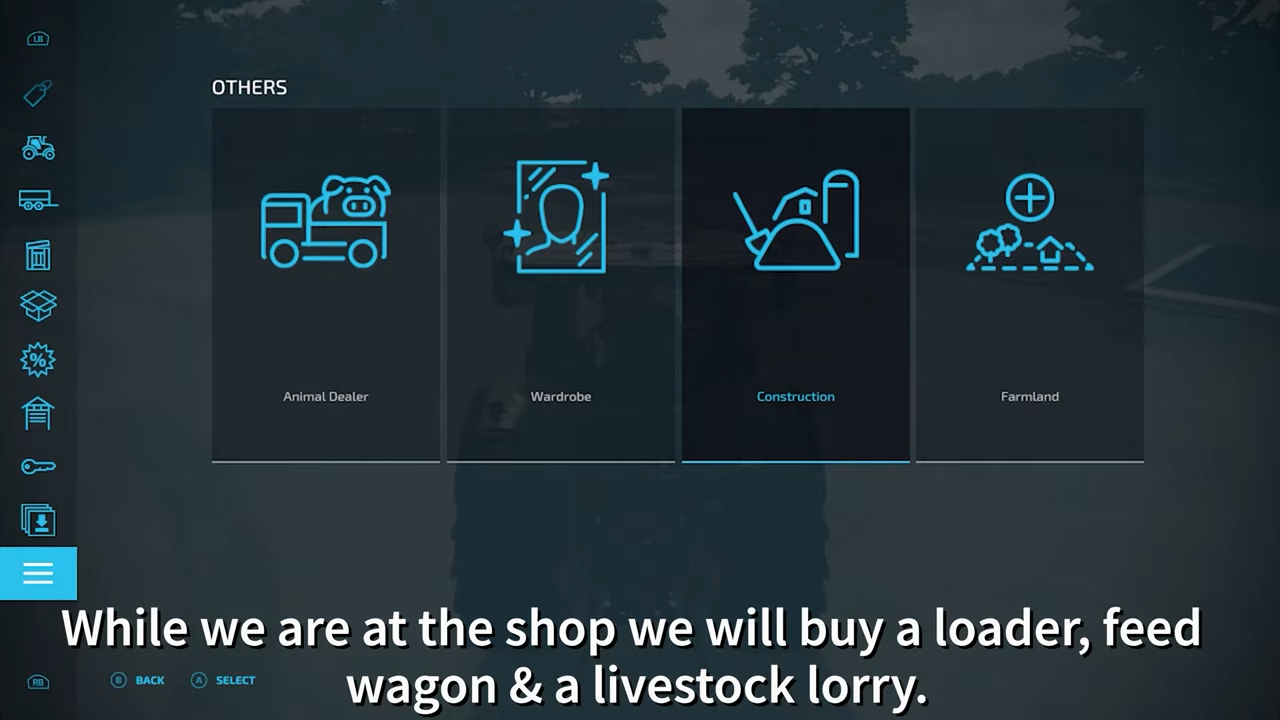 LB
OTHERS
Animal Dealer
Wardrobe
Construction
Farmland
%
While we are at the shop we will buy a loader, feed
wagon & a livestock lorry.
RB
B BACK
A SELECT